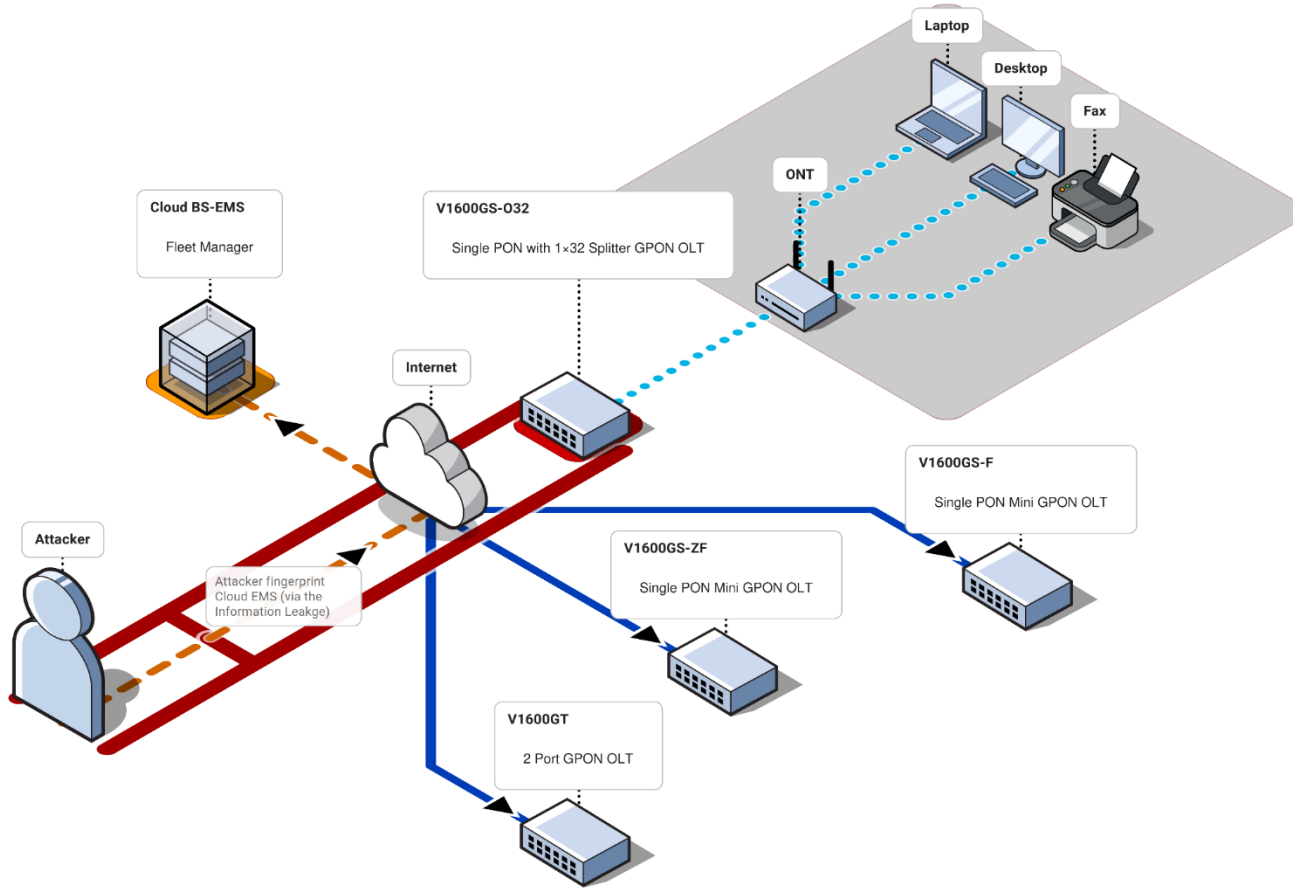 Laptop
Desktop
Fax
ONT
Cloud BS-EMS
Fleet Manager
V1600GS-O32
Single PON with 1×32 Splitter GPON OLT
Internet
V1600GS-F
Single PON Mini GPON OLT
Attacker
V1600GS-ZF
Single PON Mini GPON OLT
Attacker fingerprint
Cloud EMS (via the
Information Leakge)
V1600GT
2 Port GPON OLT